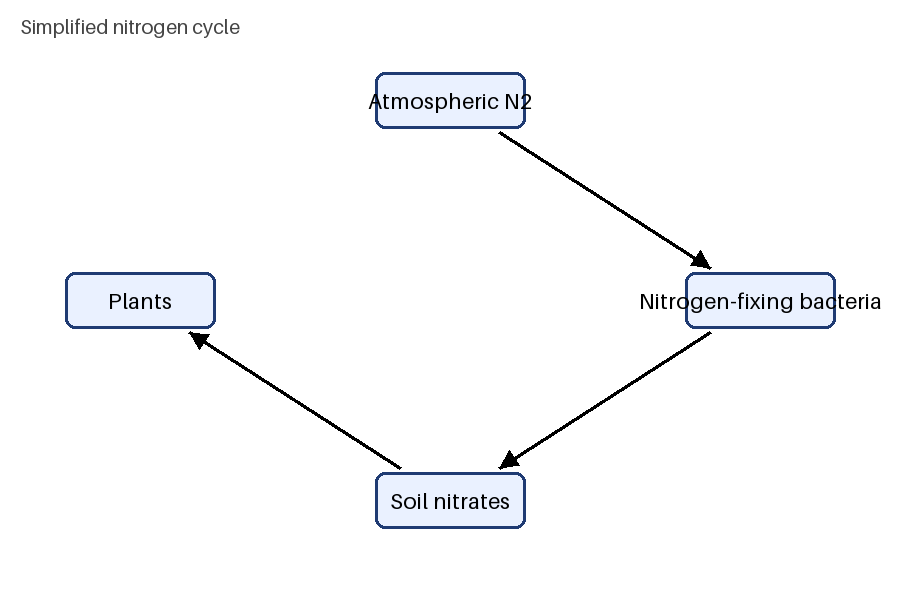 Simplified nitrogen cycle
Atmospheric N2
Plants
Nitrogen-fixing bacteria
Soil nitrates